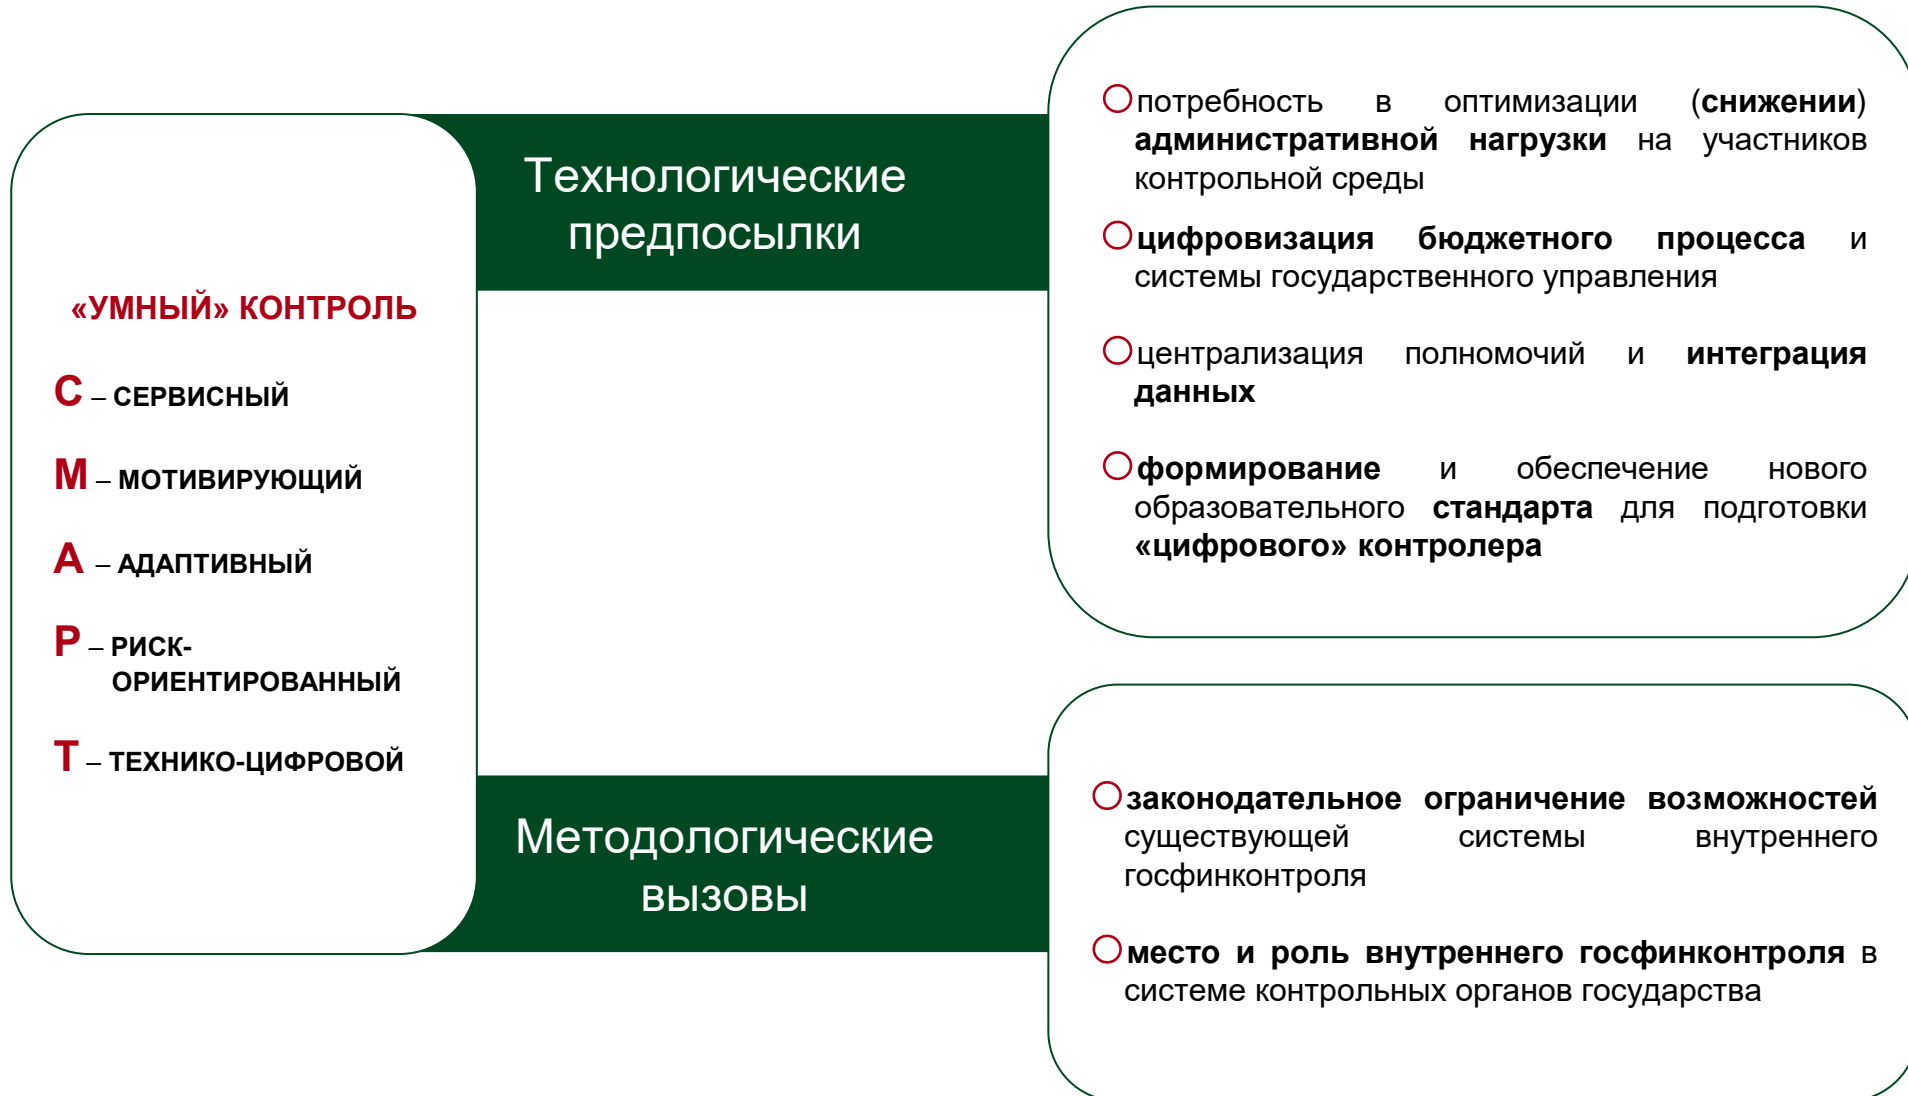 «УМНЫЙ» КОНТРОЛЬ
С – СЕРВИСНЫЙ
М – МОТИВИРУЮЩИЙ
А – АДАПТИВНЫЙ
Р – РИСК-
ОРИЕНТИРОВАННЫЙ
Т – ТЕХНИКО-ЦИФРОВОЙ
Технологические
предпосылки
потребность в оптимизации (снижении)
административной нагрузки на участников
контрольной среды
цифровизация бюджетного процесса и
системы государственного управления
централизация полномочий и интеграция
данных
формирование и обеспечение нового
образовательного стандарта для подготовки
«цифрового» контролера
Методологические
вызовы
законодательное ограничение возможностей
существующей системы внутреннего
госфинконтроля
место и роль внутреннего госфинконтроля в
системе контрольных органов государства